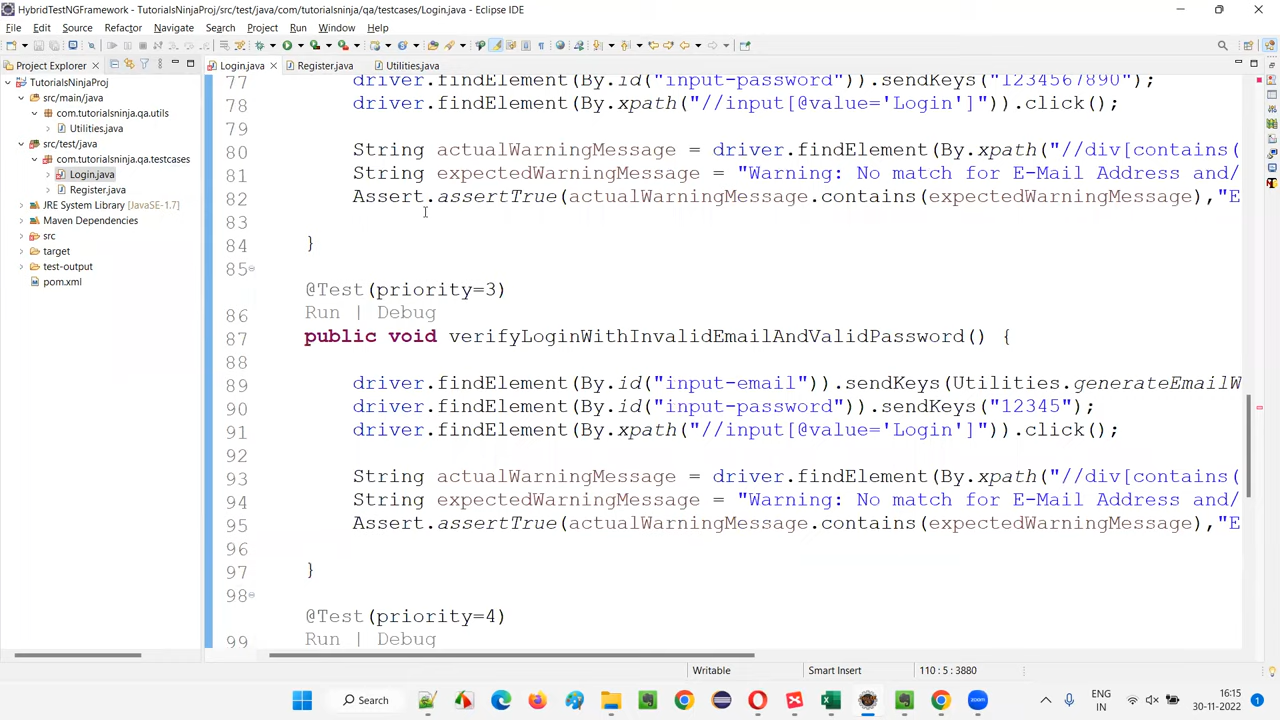 HybridTestNGFramework - TutorialsNinjaProj/src/test/java/com/tutorialsninja/qa/testcases/Login.java - Eclipse IDE
File Edit Source Refactor Navigate Search Project Run Window Help
Project Explorer
Login.java Register.java Utilities.java
TutorialsNinjaProj
src/main/java
com.tutorialsninja.qa.utils
Utilities.java
src/test/java
com.tutorialsninja.qa.testcases
Login.java
Register.java
JRE System Library [JavaSE-1.7]
Maven Dependencies
src
target
test-output
pom.xml
77 driver.findElement(By.id("input-password")).sendKeys("1234567890");
78 driver.findElement(By.xpath("//input[@value='Login']")).click();
79
80 String actualWarningMessage = driver.findElement(By.xpath("//div[contains(
81 String expectedWarningMessage = "Warning: No match for E-Mail Address and/
82 Assert.assertTrue(actualWarningMessage.contains(expectedWarningMessage),"E
83
84 }
85
@Test(priority=3)
86 Run | Debug
87 public void verifyLoginWithInvalidEmailAndValidPassword() {
88
89 driver.findElement(By.id("input-email")).sendKeys(Utilities.generateEmailW
90 driver.findElement(By.id("input-password")).sendKeys("12345");
91 driver.findElement(By.xpath("//input[@value='Login']")).click();
92
93 String actualWarningMessage = driver.findElement(By.xpath("//div[contains(
94 String expectedWarningMessage = "Warning: No match for E-Mail Address and/
95 Assert.assertTrue(actualWarningMessage.contains(expectedWarningMessage),"E
96
97 }
98
@Test(priority=4)
99 Run | Debug
Writable Smart Insert 110 : 5 : 3880
Search
zoom
ENG
IN
16:15
30-11-2022
1